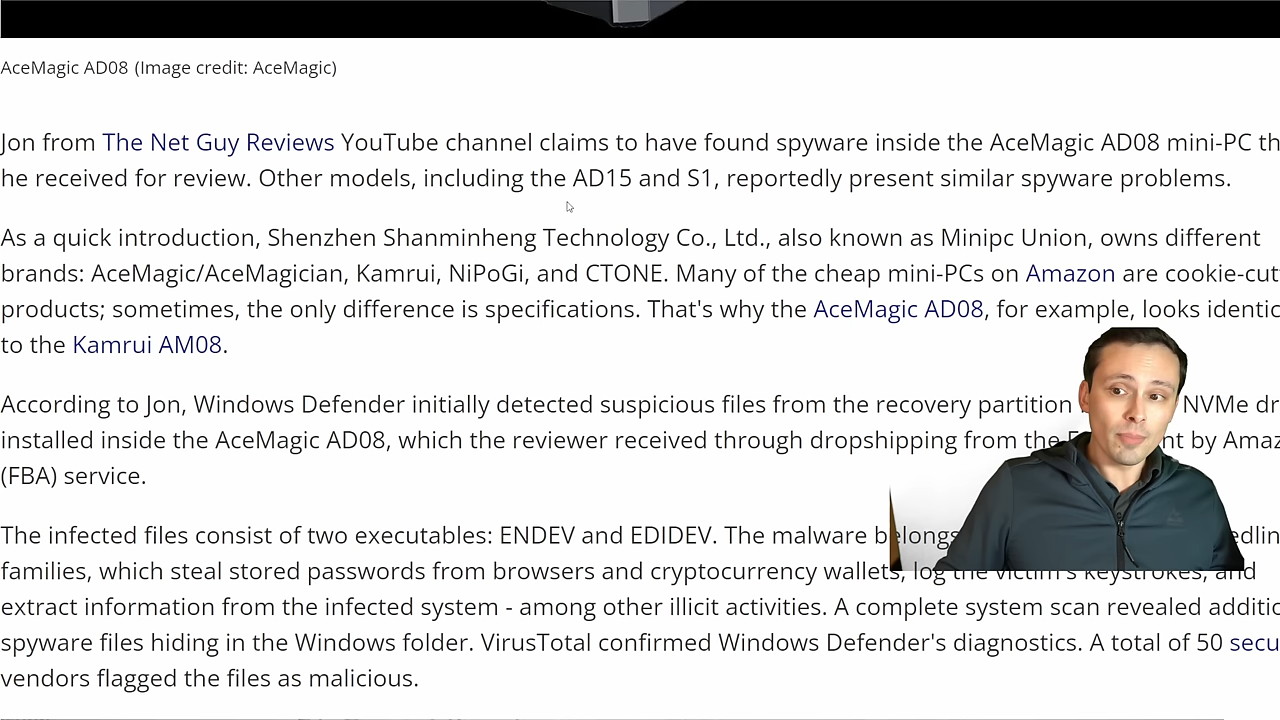 AceMagic AD08 (Image credit: AceMagic)
Jon from The Net Guy Reviews YouTube channel claims to have found spyware inside the AceMagic AD08 mini-PC
he received for review. Other models, including the AD15 and S1, reportedly present similar spyware problems.
As a quick introduction, Shenzhen Shanminheng Technology Co., Ltd., also known as Minipc Union, owns different
brands: AceMagic/AceMagician, Kamrui, NiPoGi, and CTONE. Many of the cheap mini-PCs on Amazon are
products; sometimes, the only difference is specifications. That's why the AceMagic AD08, for example, looks
to the Kamrui AM08.
According to Jon, Windows Defender initially detected suspicious files from the recovery partition NVMe
installed inside the AceMagic AD08, which the reviewer received through dropshipping from the by
(FBA) service.
The infected files consist of two executables: ENDEV and EDIDEV. The malware belongs
families, which steal stored passwords from browsers and cryptocurrency wallets, log the victim's keystrokes, and
extract information from the infected system - among other illicit activities. A complete system scan revealed
spyware files hiding in the Windows folder. VirusTotal confirmed Windows Defender's diagnostics. A total of 50
vendors flagged the files as malicious.